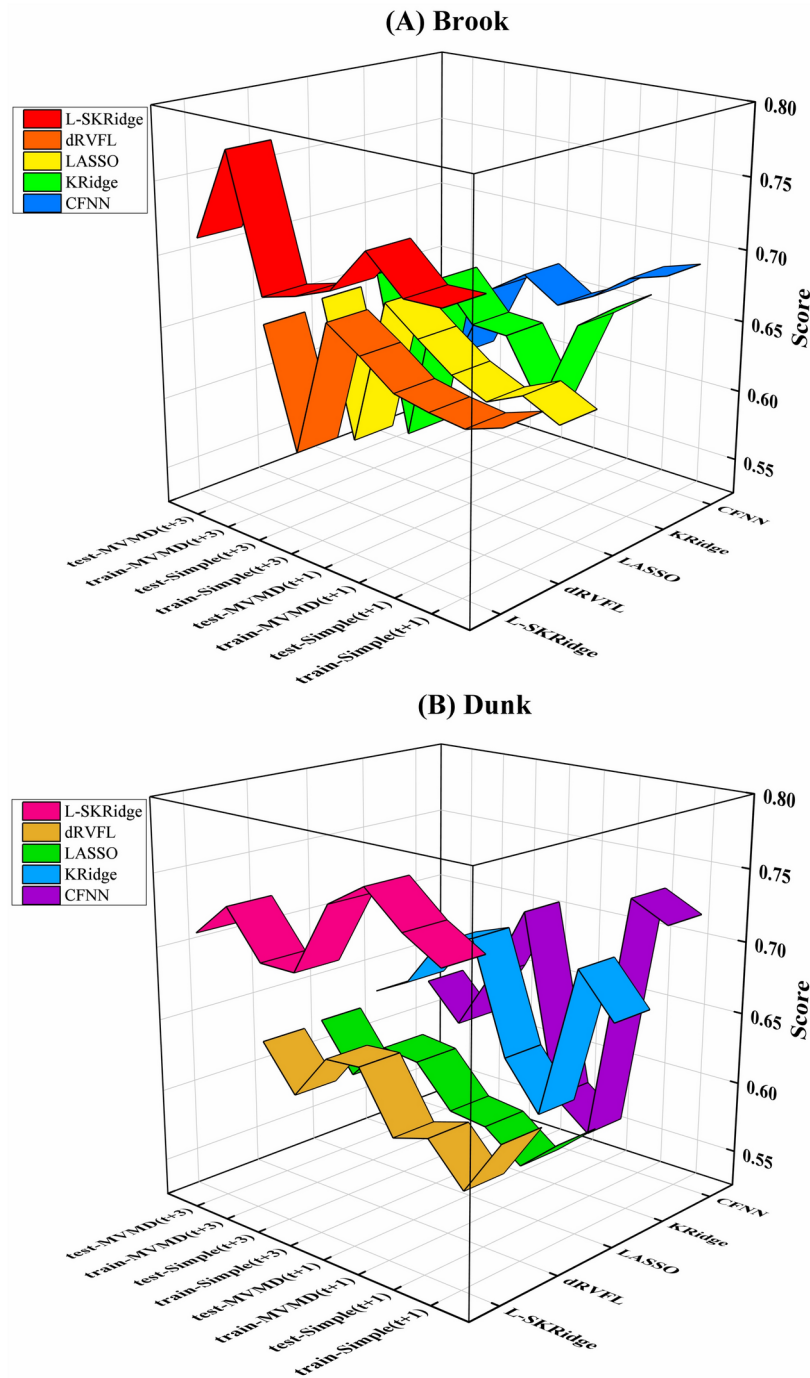 (A) Brook
L-SKRidge
dRVFL
LASSO
KRidge
CFNN
0.80
0.75
0.70
0.65
0.60
0.55
Score
test-MVMD(t+3)
train-MVMD(t+3)
test-Simple(t+3)
train-Simple(t+3)
test-MVMD(t+1)
train-MVMD(t+1)
test-Simple(t+1)
train-Simple(t+1)
CFNN
KRidge
LASSO
dRVFL
L-SKRidge
(B) Dunk
L-SKRidge
dRVFL
LASSO
KRidge
CFNN
0.80
0.75
0.70
0.65
0.60
0.55
Score
test-MVMD(t+3)
train-MVMD(t+3)
test-Simple(t+3)
train-Simple(t+3)
test-MVMD(t+1)
train-MVMD(t+1)
test-Simple(t+1)
train-Simple(t+1)
CFNN
KRidge
LASSO
dRVFL
L-SKRidge